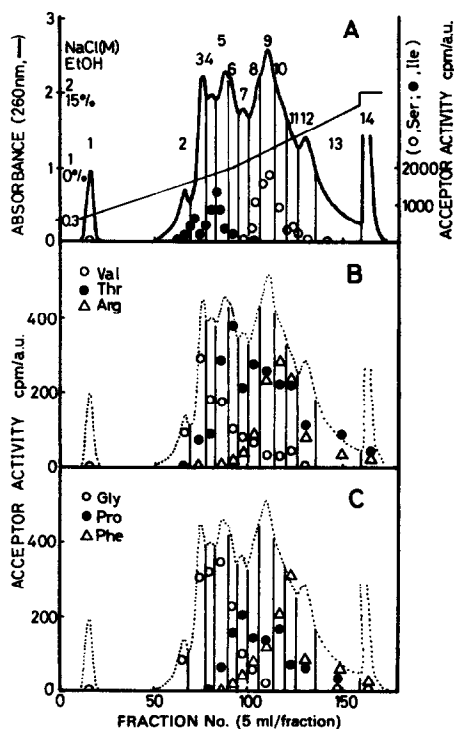 A
NaCl(M)
EtOH
2
15%
1
0%
0.3
3
2
1
0
ABSORBANCE (260nm, —)
1 2 34 5 6 7 8 9 10 11 12 13 14
2000
1000
ACCEPTOR ACTIVITY cpm/a.u.
(○, Ser; ●, Ile)
B
○ Val
● Thr
△ Arg
400
200
0
ACCEPTOR ACTIVITY cpm/a.u.
C
○ Gly
● Pro
△ Phe
400
200
0
ACCEPTOR ACTIVITY cpm/a.u.
0 50 100 150
FRACTION No. (5 ml/fraction)